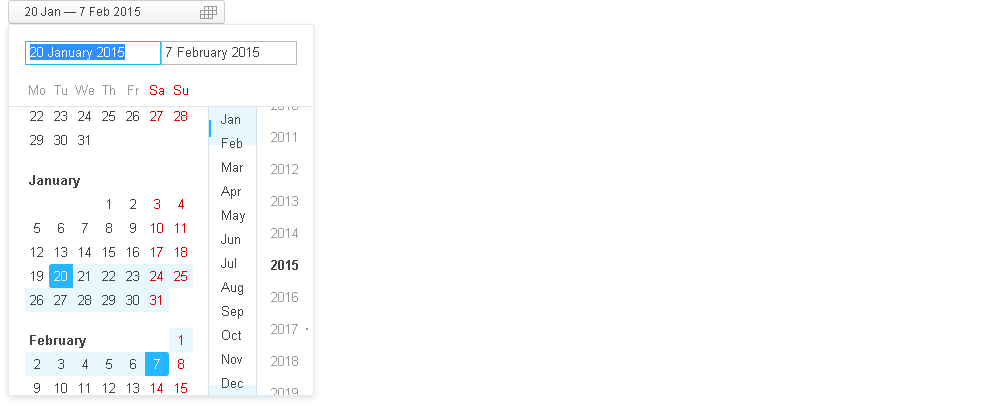 20 Jan — 7 Feb 2015
20 January 2015 7 February 2015
Mo Tu We Th Fr Sa Su
22 23 24 25 26 27 28
29 30 31
January
1 2 3 4
5 6 7 8 9 10 11
12 13 14 15 16 17 18
19 20 21 22 23 24 25
26 27 28 29 30 31
February 1
2 3 4 5 6 7 8
9 10 11 12 13 14 15
Jan
Feb
Mar
Apr
May
Jun
Jul
Aug
Sep
Oct
Nov
Dec
2010
2011
2012
2013
2014
2015
2016
2017
2018
2019